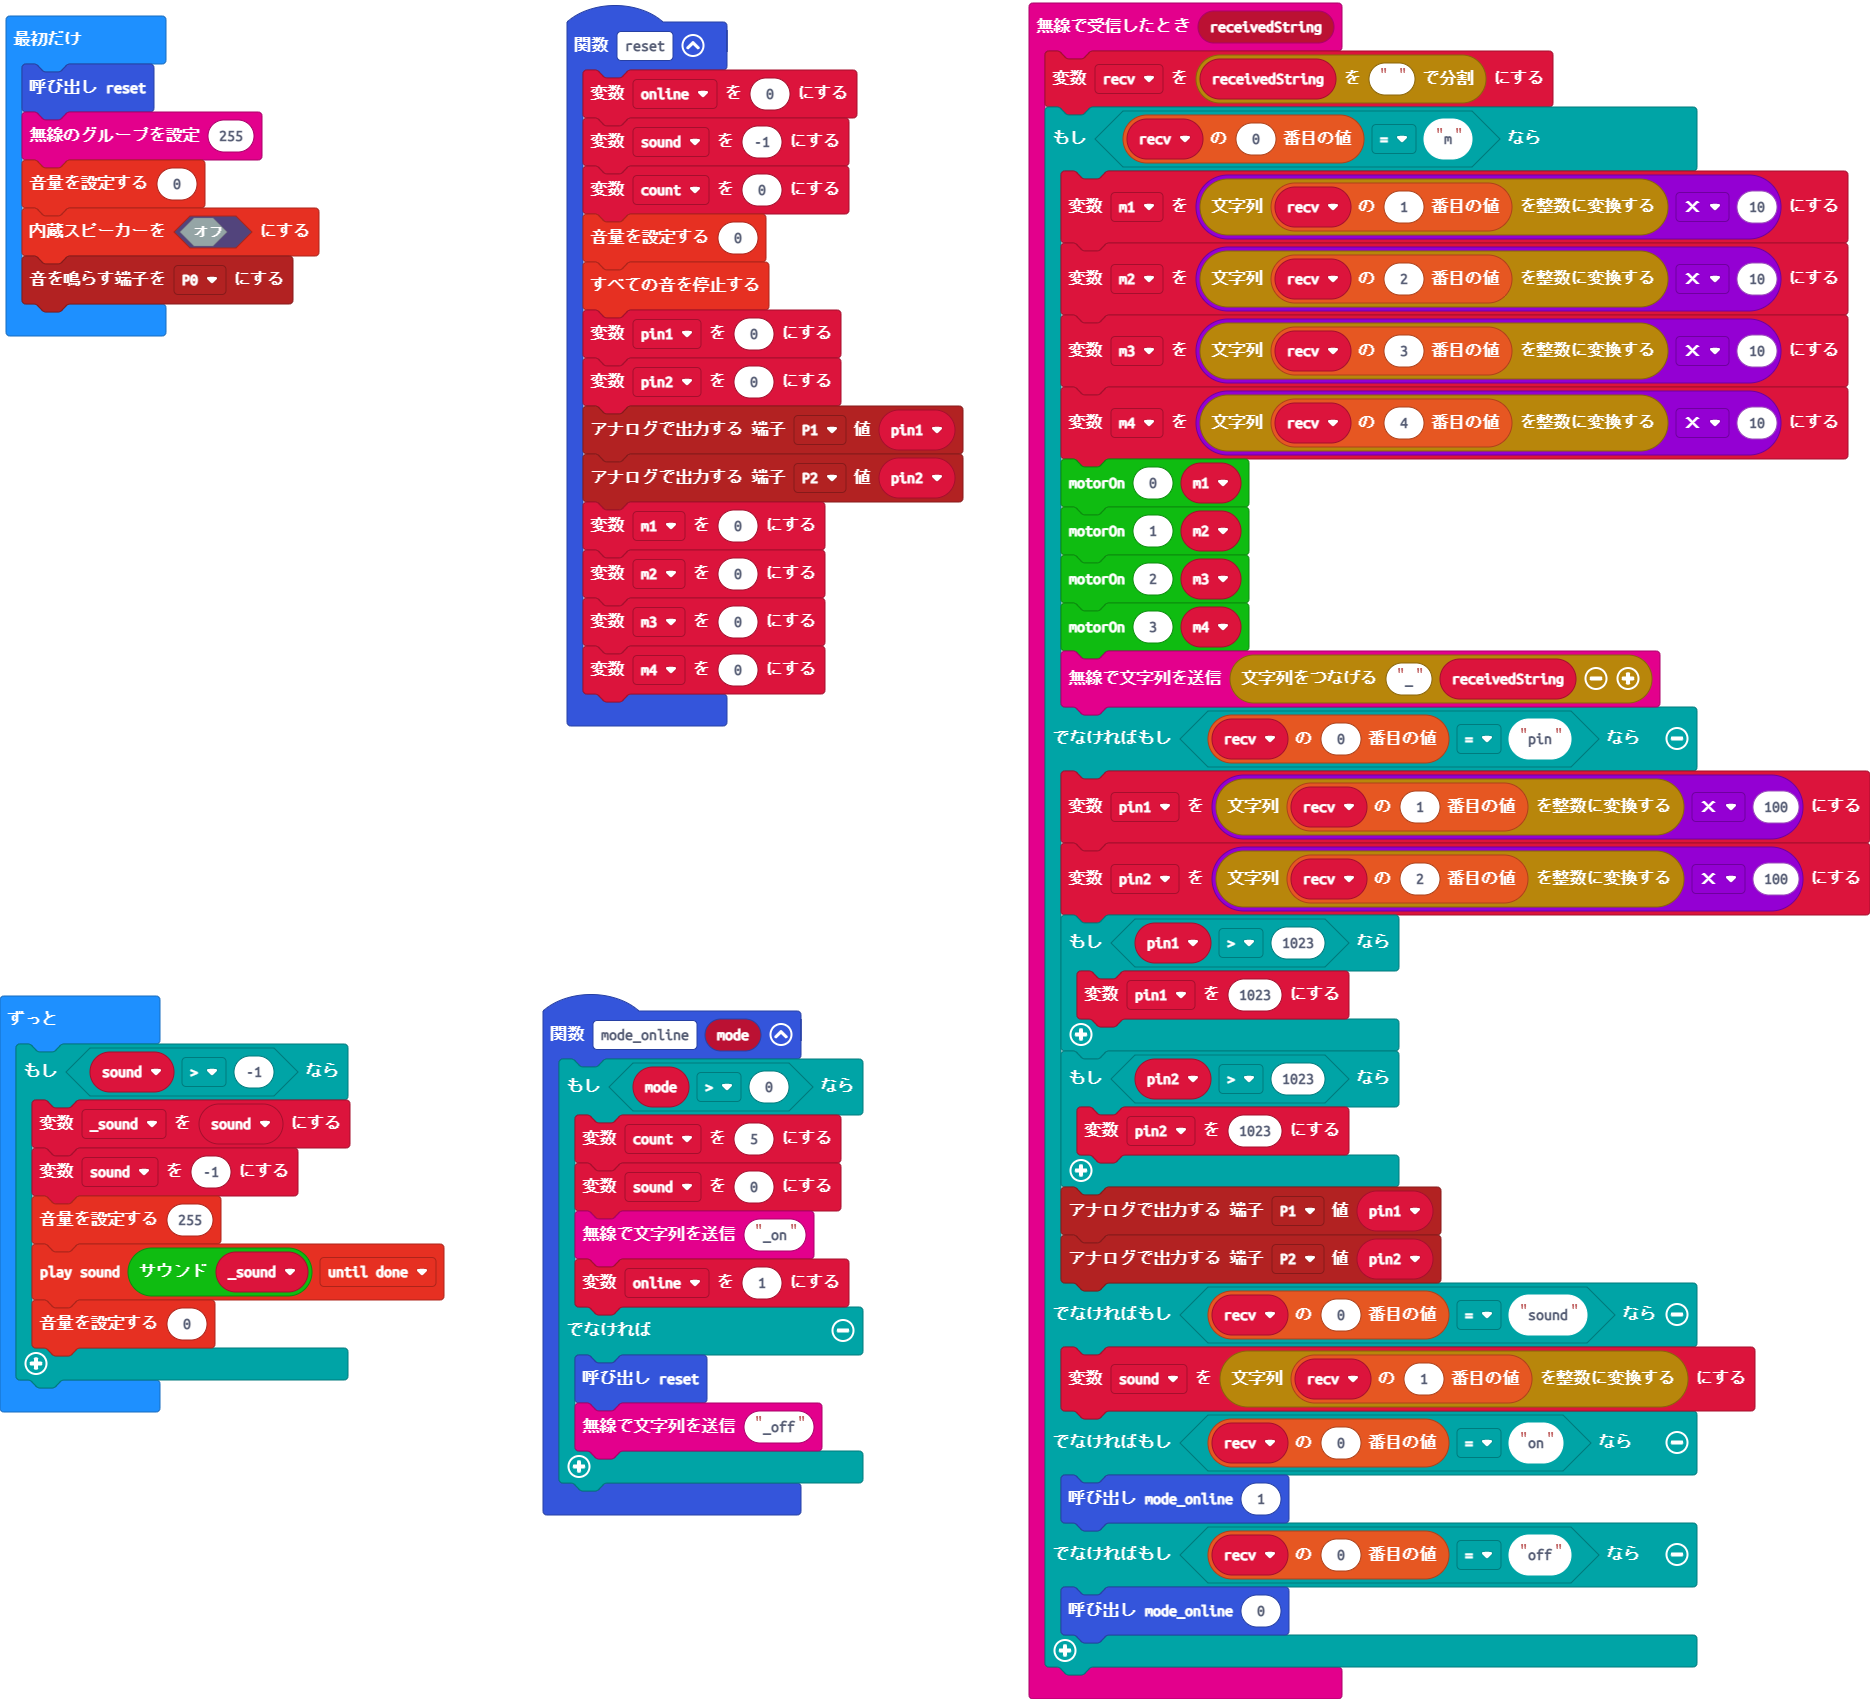 最初だけ
呼び出し reset
無線のグループを設定 255
音量を設定する 0
内蔵スピーカーを オフ にする
音を鳴らす端子を P0 にする
関数 reset
変数 online を 0 にする
変数 sound を -1 にする
変数 count を 0 にする
音量を設定する 0
すべての音を停止する
変数 pin1 を 0 にする
変数 pin2 を 0 にする
アナログで出力する 端子 P1 値 pin1
アナログで出力する 端子 P2 値 pin2
変数 m1 を 0 にする
変数 m2 を 0 にする
変数 m3 を 0 にする
変数 m4 を 0 にする
ずっと
もし sound > -1 なら
変数 _sound を sound にする
変数 sound を -1 にする
音量を設定する 255
play sound サウンド _sound until done
音量を設定する 0
関数 mode_online mode
もし mode > 0 なら
変数 count を 5 にする
変数 sound を 0 にする
無線で文字列を送信 "_on"
変数 online を 1 にする
でなければ
呼び出し reset
無線で文字列を送信 "_off"
無線で受信したとき receivedString
変数 recv を receivedString を " " で分割 にする
もし recv の 0 番目の値 = "m" なら
変数 m1 を 文字列 recv の 1 番目の値 を整数に変換する × 10 にする
変数 m2 を 文字列 recv の 2 番目の値 を整数に変換する × 10 にする
変数 m3 を 文字列 recv の 3 番目の値 を整数に変換する × 10 にする
変数 m4 を 文字列 recv の 4 番目の値 を整数に変換する × 10 にする
motorOn 0 m1
motorOn 1 m2
motorOn 2 m3
motorOn 3 m4
無線で文字列を送信 文字列をつなげる "_" receivedString
でなければもし recv の 0 番目の値 = "pin" なら
変数 pin1 を 文字列 recv の 1 番目の値 を整数に変換する × 100 にする
変数 pin2 を 文字列 recv の 2 番目の値 を整数に変換する × 100 にする
もし pin1 > 1023 なら
変数 pin1 を 1023 にする
もし pin2 > 1023 なら
変数 pin2 を 1023 にする
アナログで出力する 端子 P1 値 pin1
アナログで出力する 端子 P2 値 pin2
でなければもし recv の 0 番目の値 = "sound" なら
変数 sound を 文字列 recv の 1 番目の値 を整数に変換する にする
でなければもし recv の 0 番目の値 = "on" なら
呼び出し mode_online 1
でなければもし recv の 0 番目の値 = "off" なら
呼び出し mode_online 0